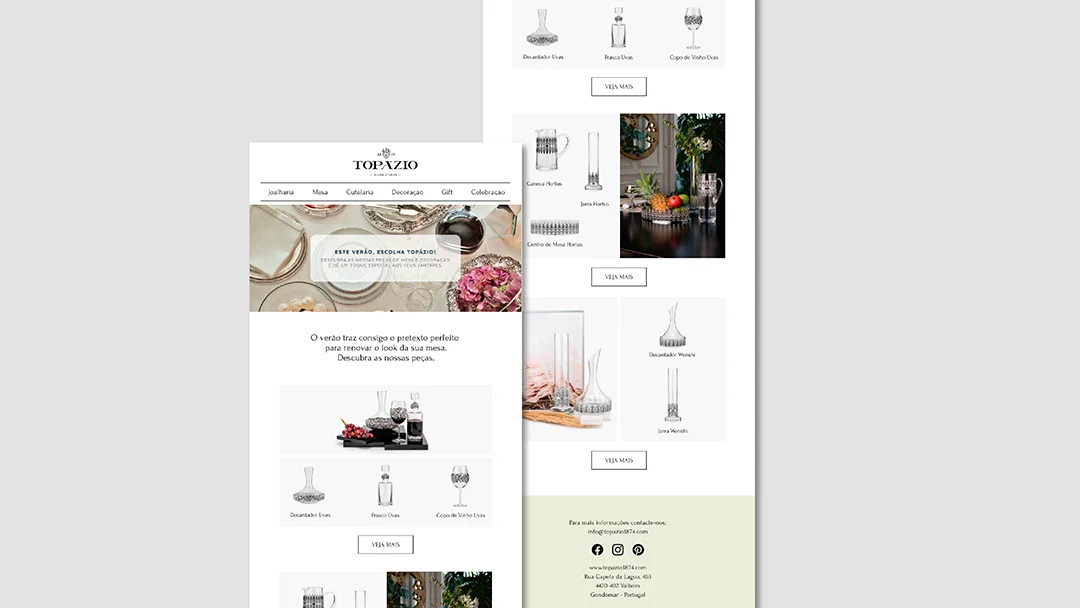 TOPÁZIO
Joalharia Mesa Cutelaria Decoração Gift Celebração
ESTE VERÃO, ESCOLHA TOPÁZIO!
DESCUBRA AS NOSSAS PEÇAS DE MESA E DECORAÇÃO
E DÊ UM TOQUE ESPECIAL AOS SEUS JANTARES
O verão traz consigo o pretexto perfeito
para renovar o look da sua mesa.
Descubra as nossas peças.
Decantador Uvas Frasco Uvas Copo de Vinho Uvas
VEJA MAIS
Decantador Uvas Frasco Uvas Copo de Vinho Uvas
VEJA MAIS
Caneca Hortus
Jarra Hortus
Centro de Mesa Hortus
VEJA MAIS
Decantador Wenshi
Jarra Wenshi
VEJA MAIS
Para mais informações contacte-nos:
info@topazio1874.com
www.topazio1874.com
Rua Capela da Lagoa, 453
4420-402 Valbom
Gondomar - Portugal